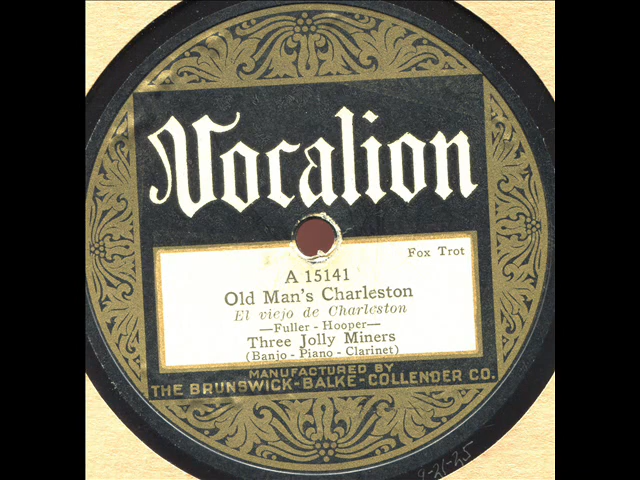 Vocalion
Fox Trot
A 15141
Old Man's Charleston
El viejo de Charleston
—Fuller - Hooper—
Three Jolly Miners
(Banjo - Piano - Clarinet)
MANUFACTURED BY
THE BRUNSWICK-BALKE-COLLENDER CO.
9-21-25